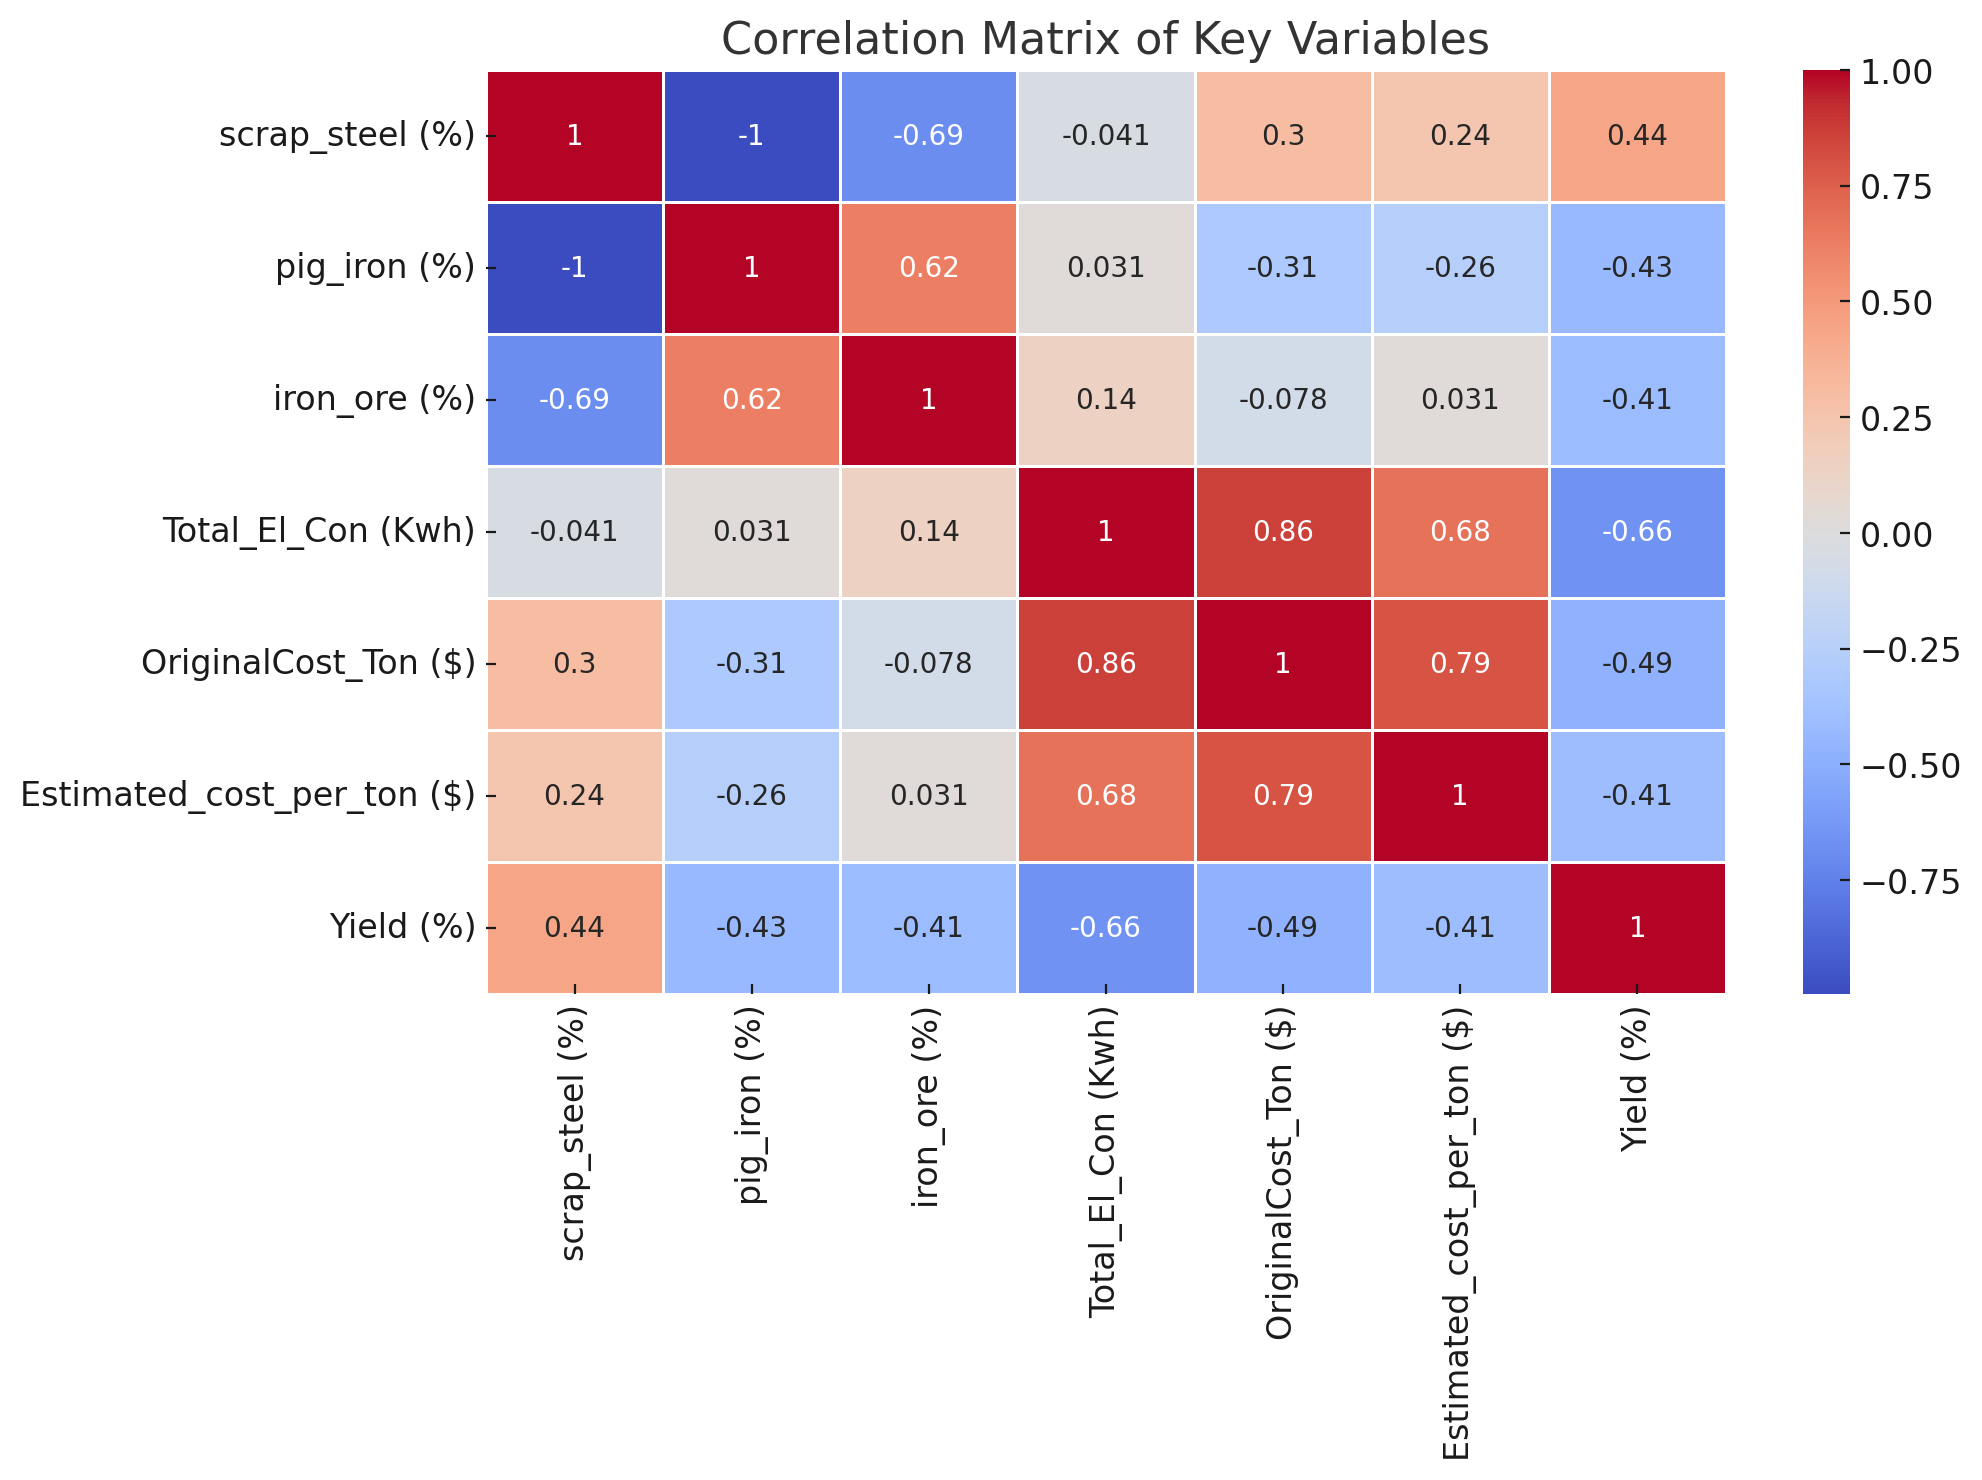 Correlation Matrix of Key Variables
scrap_steel (%) 1 -1 -0.69 -0.041 0.3 0.24 0.44
pig_iron (%) -1 1 0.62 0.031 -0.31 -0.26 -0.43
iron_ore (%) -0.69 0.62 1 0.14 -0.078 0.031 -0.41
Total_El_Con (Kwh) -0.041 0.031 0.14 1 0.86 0.68 -0.66
OriginalCost_Ton ($) 0.3 -0.31 -0.078 0.86 1 0.79 -0.49
Estimated_cost_per_ton ($) 0.24 -0.26 0.031 0.68 0.79 1 -0.41
Yield (%) 0.44 -0.43 -0.41 -0.66 -0.49 -0.41 1
scrap_steel (%)
pig_iron (%)
iron_ore (%)
Total_El_Con (Kwh)
OriginalCost_Ton ($)
Estimated_cost_per_ton ($)
Yield (%)
1.00
0.75
0.50
0.25
0.00
−0.25
−0.50
−0.75